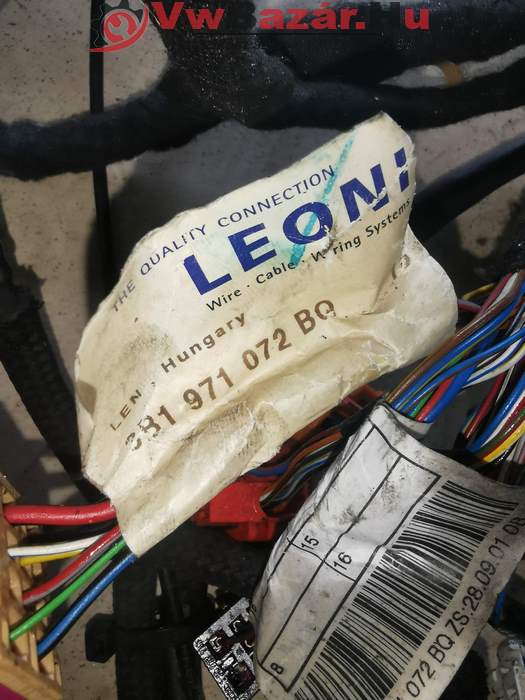 VwBazár.Hu
THE QUALITY CONNECTION
LEONI
Wire · Cable · Wiring Systems
Hungary
971 072 BQ
15
16
8
072 BQ ZS:28.09.01